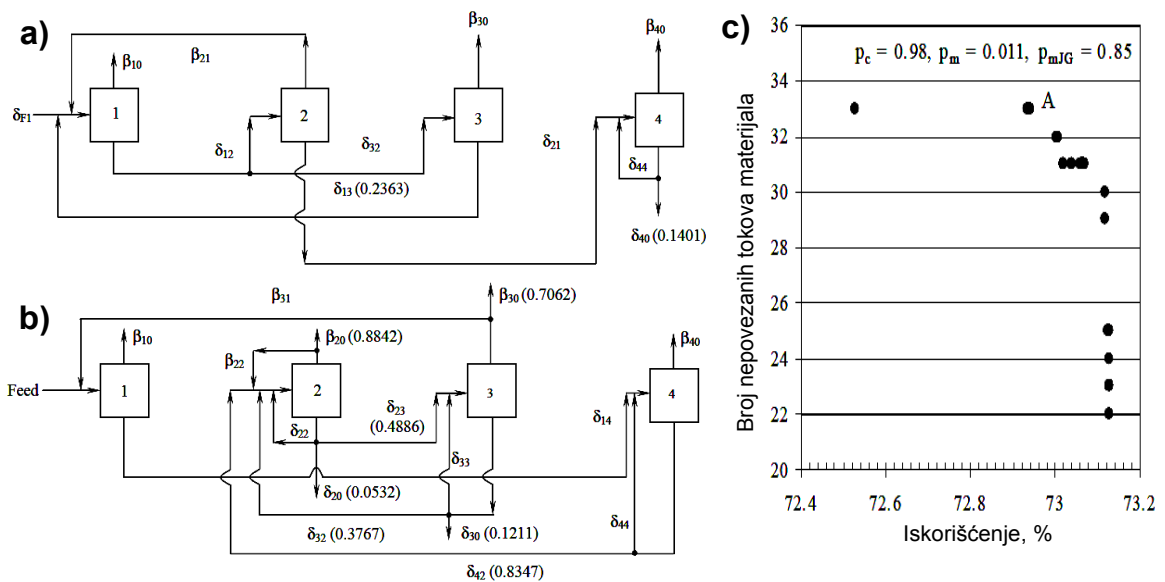 a)
β30
β40
β21
β10
δF1
1
2
3
4
δ12
δ32
δ21
δ44
δ13 (0.2363)
δ40 (0.1401)
b)
β31
β30 (0.7062)
β10
β20 (0.8842)
β40
β22
Feed
1
2
3
4
δ23
(0.4886)
δ14
δ22
δ33
δ20 (0.0532)
δ32 (0.3767)
δ30 (0.1211)
δ44
δ42 (0.8347)
c)
36
pc = 0.98, pm = 0.011, pmJG = 0.85
34
A
32
30
28
26
24
22
20
Broj nepovezanih tokova materijala
72.4 72.6 72.8 73 73.2
Iskorišćenje, %